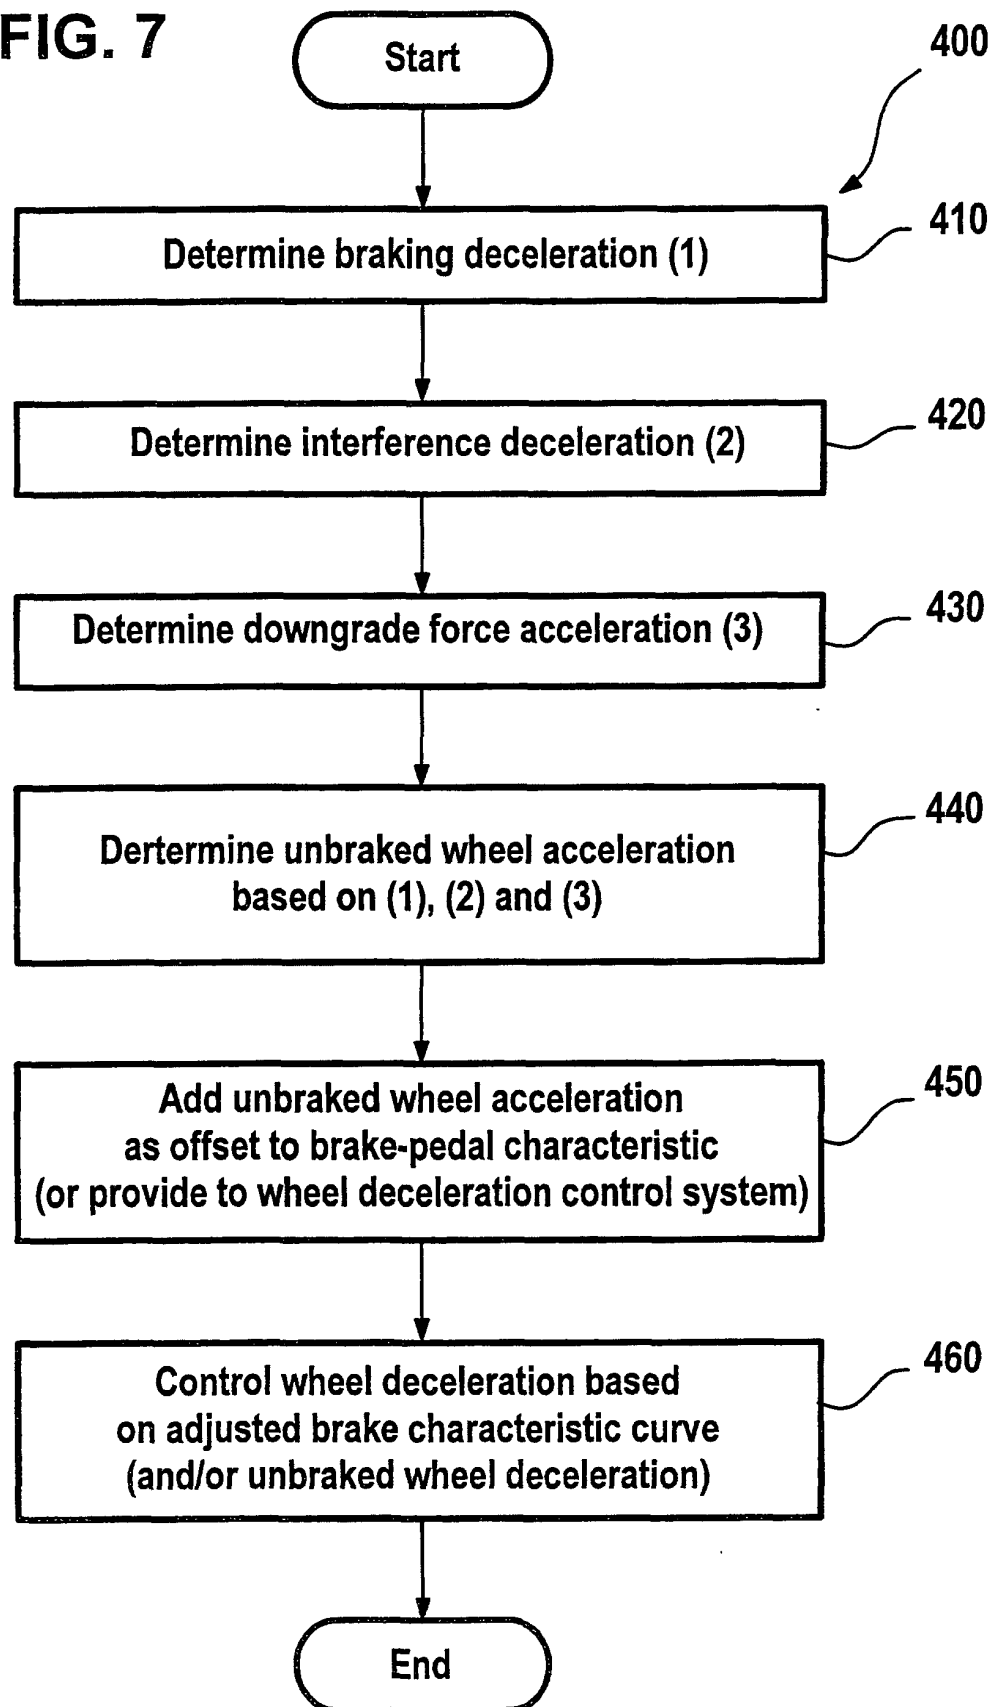 FIG. 7
Start
400
Determine braking deceleration (1)
410
Determine interference deceleration (2)
420
Determine downgrade force acceleration (3)
430
Dertermine unbraked wheel acceleration
based on (1), (2) and (3)
440
Add unbraked wheel acceleration
as offset to brake-pedal characteristic
(or provide to wheel deceleration control system)
450
Control wheel deceleration based
on adjusted brake characteristic curve
(and/or unbraked wheel deceleration)
460
End